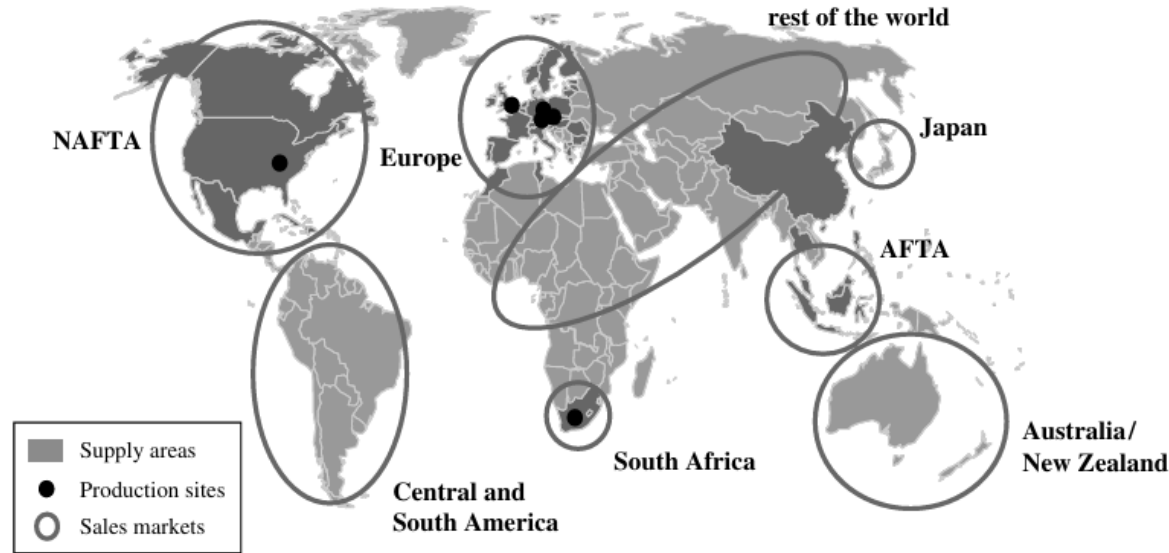 rest of the world
NAFTA
Europe
Japan
AFTA
South Africa
Australia/
New Zealand
Central and
South America
Supply areas
Production sites
Sales markets